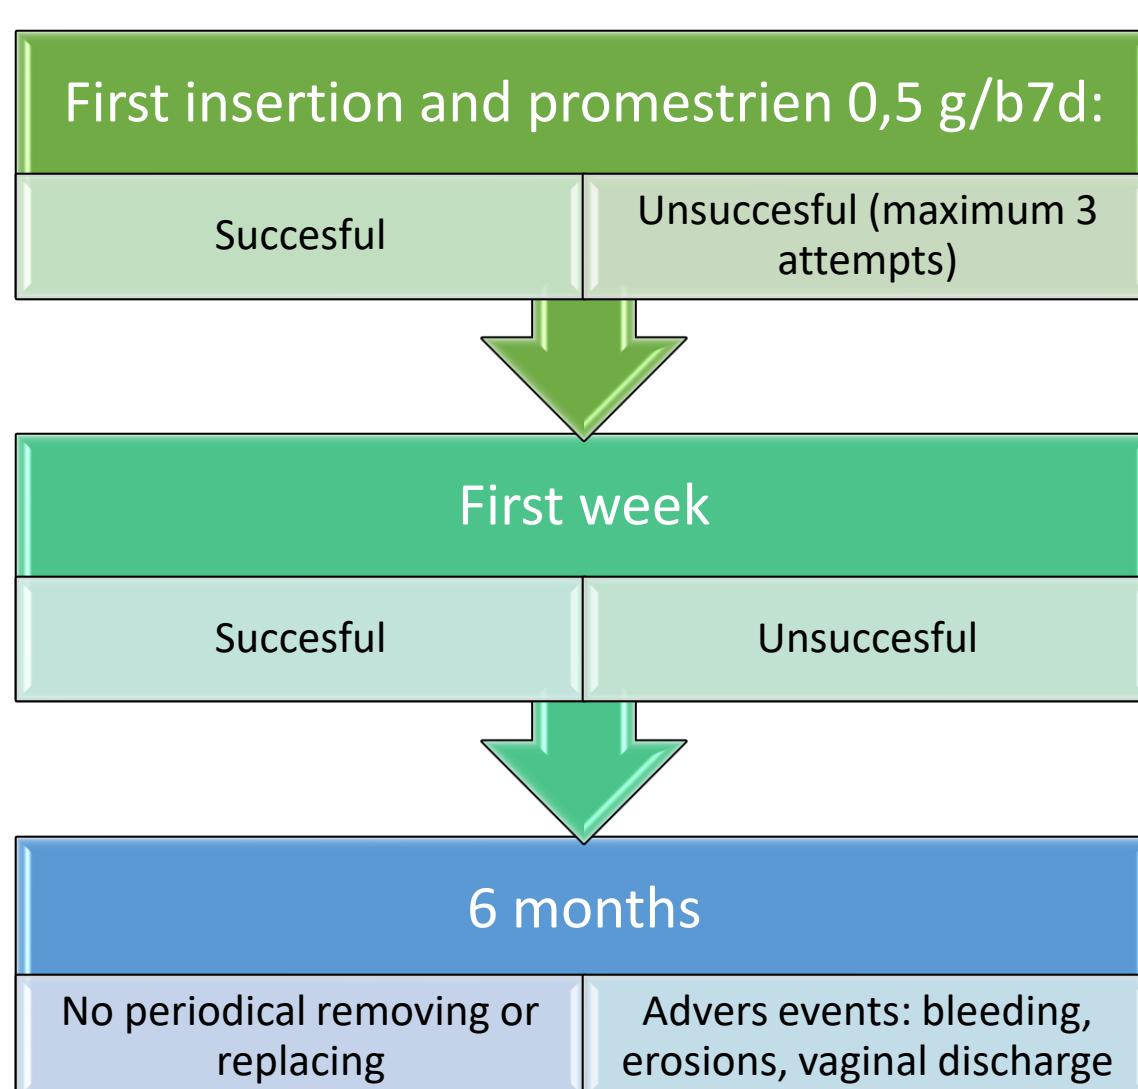 First insertion and promestrien 0,5 g/b7d:
Succesful
Unsuccesful (maximum 3
attempts)
First week
Succesful
Unsuccesful
6 months
No periodical removing or
replacing
Advers events: bleeding,
erosions, vaginal discharge